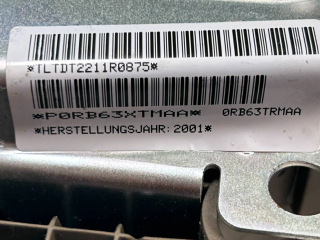 *TLTDT2211R0875*
*P0RB63XTMAA* 0RB63TRMAA
*HERSTELLUNGSJAHR:2001*